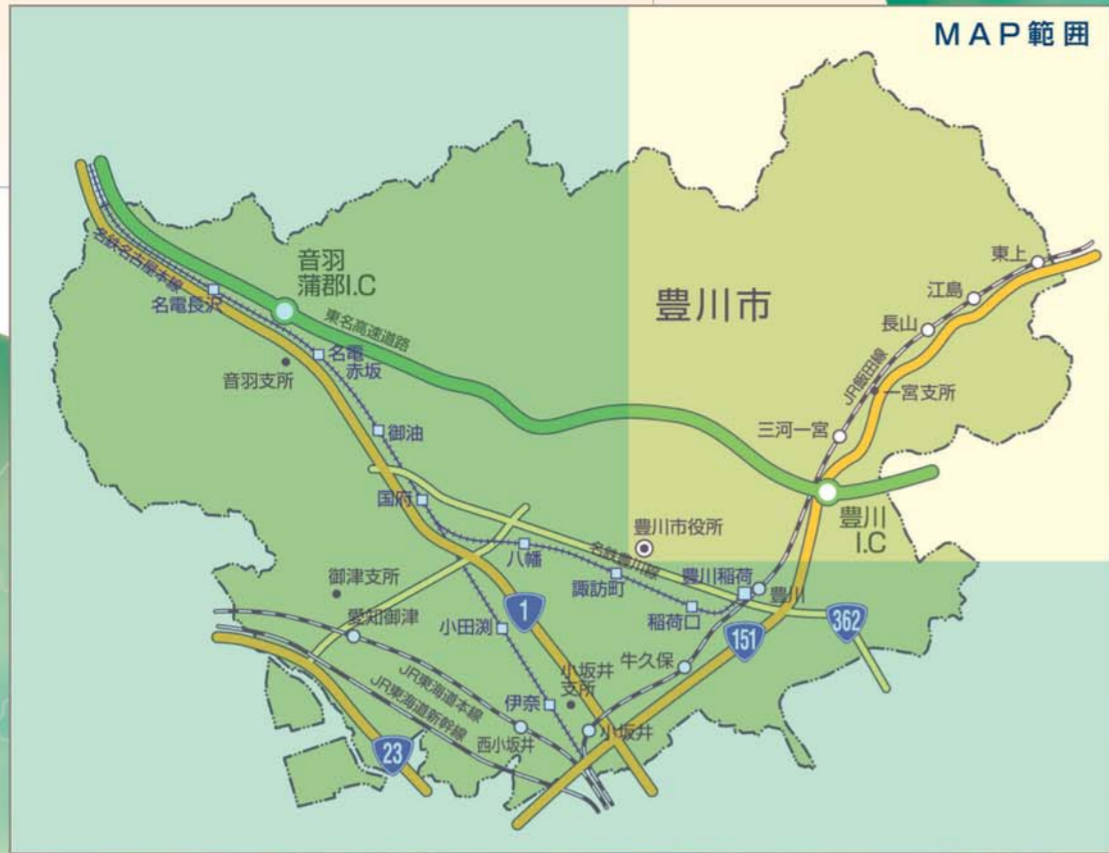 MAP範囲
東上
江島
長山
豊川市
音羽
蒲郡I.C
名鉄名古屋本線
名電長沢
東名高速道路
名電
赤坂
音羽支所
JR飯田線
一宮支所
三河一宮
御油
国府
豊川
I.C
豊川市役所
八幡
名鉄豊川線
諏訪町
豊川稲荷
豊川
稲荷口
御津支所
愛知御津
小田渕
1
151
362
牛久保
小坂井
支所
伊奈
JR東海道本線
JR東海道新幹線
西小坂井
小坂井
23